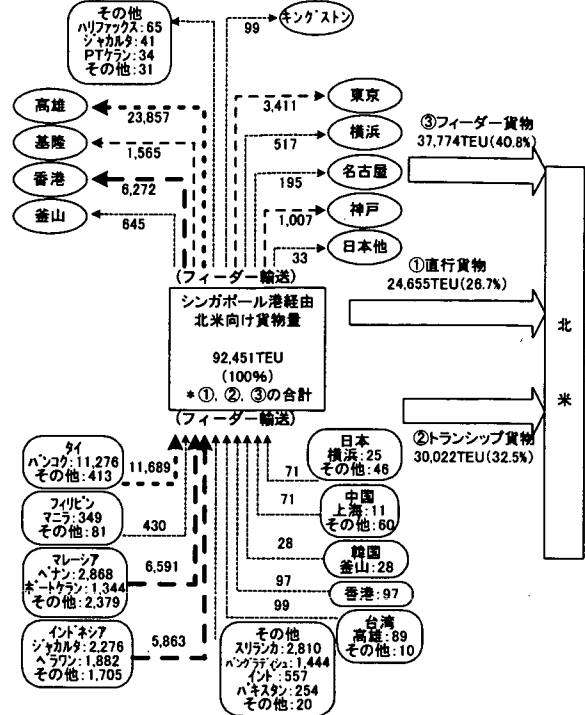 その他
ハリファックス:65
ジャカルタ:41
PTケラン:34
その他:31
99
キングストン
高雄
23,857
基隆
1,565
香港
6,272
釜山
645
3,411
東京
517
横浜
195
名古屋
1,007
神戸
33
日本他
③フィーダー貨物
37,774TEU(40.8%)
①直行貨物
24,655TEU(26.7%)
②トランシップ貨物
30,022TEU(32.5%)
北
米
(フィーダー輸送)
シンガポール港経由
北米向け貨物量
92,451TEU
(100%)
*①,②,③の合計
(フィーダー輸送)
タイ
バンコク:11,276
その他:413
11,689
フィリピン
マニラ:349
その他:81
430
マレーシア
ペナン:2,868
ポートケラン:1,344
その他:2,379
6,591
インドネシア
ジャカルタ:2,276
ベラワン:1,882
その他:1,705
5,863
71
日本
横浜:25
その他:46
71
中国
上海:11
その他:60
28
韓国
釜山:28
97
香港:97
99
台湾
高雄:89
その他:10
その他
スリランカ:2,810
バングラディシュ:1,444
インド:557
パキスタン:254
その他:20